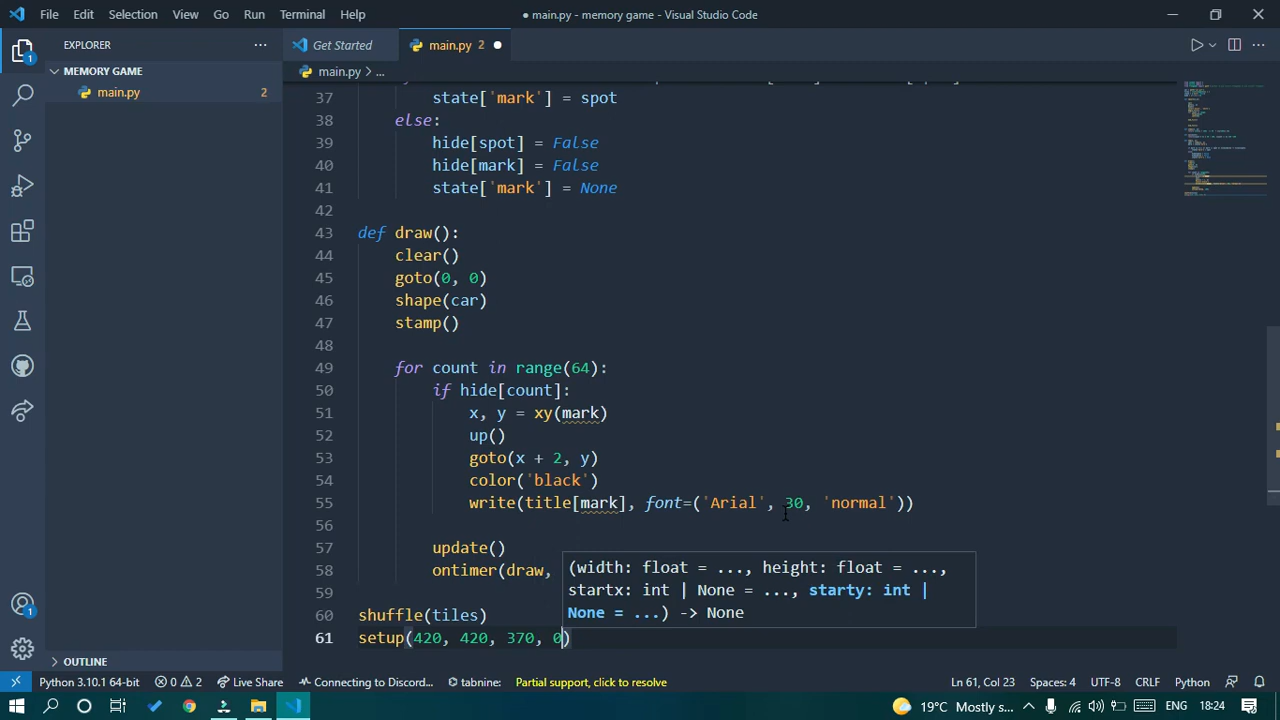 File Edit Selection View Go Run Terminal Help
● main.py - memory game - Visual Studio Code
EXPLORER
Get Started
main.py 2
MEMORY GAME
main.py 2
main.py > ...
37 state['mark'] = spot
38 else:
39 hide[spot] = False
40 hide[mark] = False
41 state['mark'] = None
42
43 def draw():
44 clear()
45 goto(0, 0)
46 shape(car)
47 stamp()
48
49 for count in range(64):
50 if hide[count]:
51 x, y = xy(mark)
52 up()
53 goto(x + 2, y)
54 color('black')
55 write(title[mark], font=('Arial', 30, 'normal'))
56
57 update()
58 ontimer(draw,
(width: float = ..., height: float = ...,
startx: int | None = ..., starty: int |
None = ...) -> None
59
60 shuffle(tiles)
61 setup(420, 420, 370, 0)
OUTLINE
Python 3.10.1 64-bit 0 2 Live Share Connecting to Discord... tabnine: Partial support, click to resolve Ln 61, Col 23 Spaces: 4 UTF-8 CRLF Python
19°C Mostly s... ENG 18:24